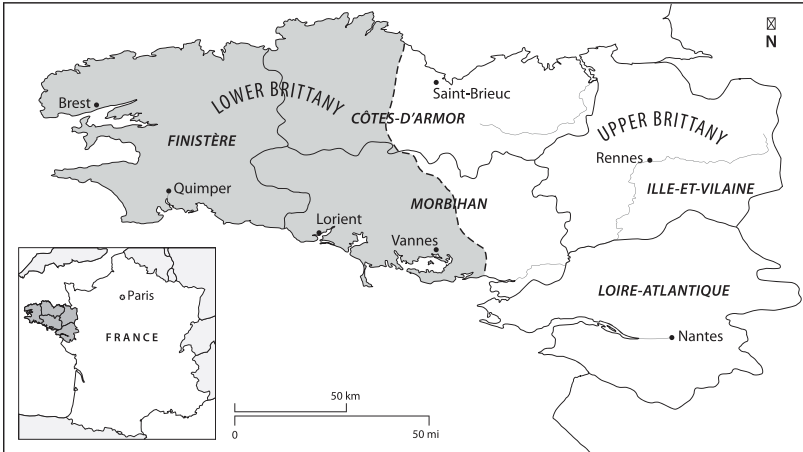 N
LOWER BRITTANY
UPPER BRITTANY
Brest
Saint-Brieuc
CÔTES-D'ARMOR
FINISTÈRE
Rennes
Quimper
MORBIHAN
ILLE-ET-VILAINE
Lorient
Vannes
LOIRE-ATLANTIQUE
Nantes
Paris
FRANCE
50 km
0
50 mi